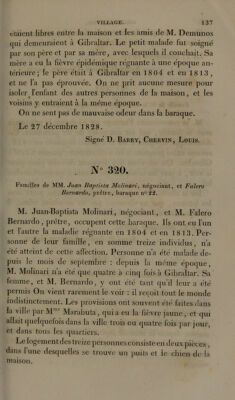 VILLAGE. 137
étaient libres entre la maison et les amis de M. Demunos
qui demeuraient à Gibraltar. Le petit malade fut soigné
par son père et par sa mère, avec lesquels il couchait. Sa
mère a eu la fièvre épidémique régnante à une époque an-
térieure; le père était à Gibraltar en 1804 et en 1813,
et ne l'a pas éprouvée. On ne prit aucune mesure pour
isoler l'enfant des autres personnes de la maison, et les
voisins y entraient à la même époque.
On ne sent pas de mauvaise odeur dans la baraque.
Le 27 décembre 1828.
Signé D. Barry, Chervin, Louis.
N° 320.
Familles de MM. Juan Baptista Molinari, négociant, et Falero
Bernardo, prêtre, baraque n° 22.
M. Juan-Baptista Molinari, négociant, et M. Falero
Bernardo, prêtre, occupent cette baraque. Ils ont eu l'un
et l'autre la maladie régnante en 1804 et en 1813. Per-
sonne de leur famille, en somme treize individus, n'a
été atteint de cette affection. Personne n'a été malade de-
puis le mois de septembre: depuis la même époque,
M. Molinari n'a été que quatre à cinq fois à Gibraltar. Sa
femme, et M. Bernardo, y ont été tant qu'il leur a été
permis On vient rarement le voir: il reçoit tout le monde
indistinctement. Les provisions ont souvent été faites dans
la ville par Mme Marabuta, qui a eu la fièvre jaune, et qui
allait quelquefois dans la ville trois ou quatre fois par jour,
et dans tous les quartiers.
Le logement des treize personnes consiste en deux pièces,
dans l'une desquelles se trouve un puits et le chien de la
maison.